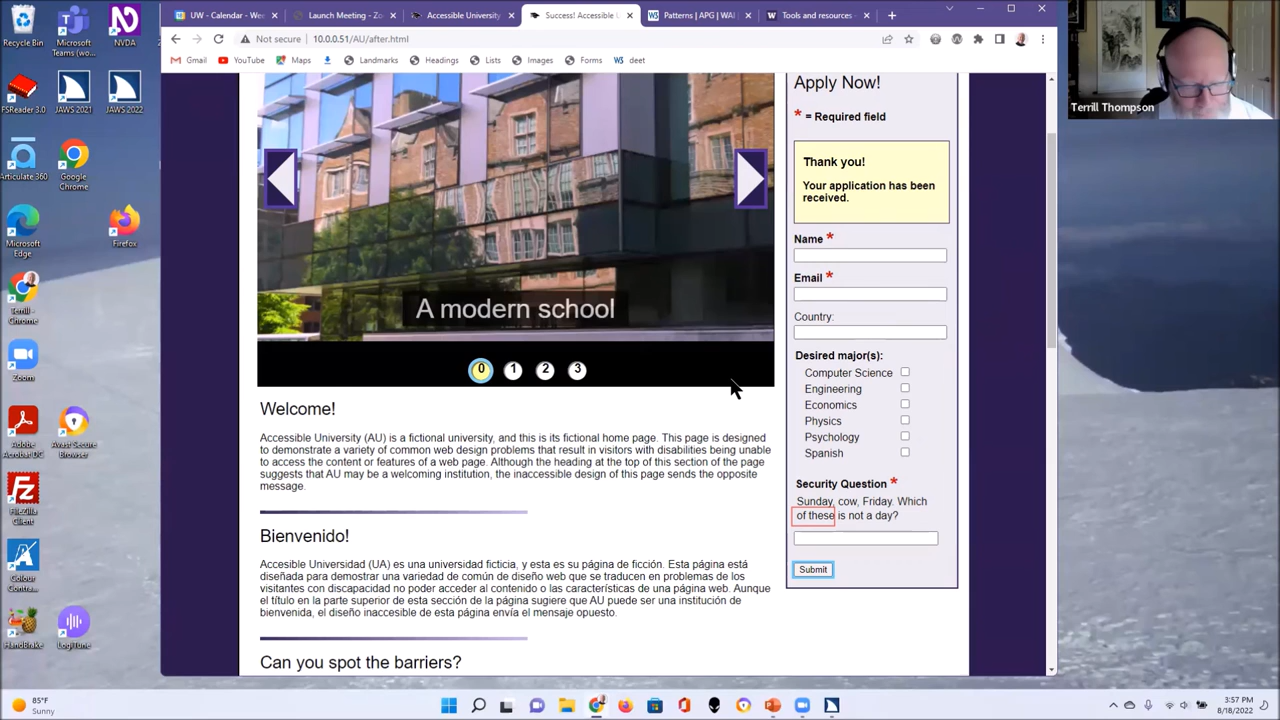 UW - Calendar - We
Launch Meeting - Zo
Accessible University
Success! Accessible U
Patterns | APG | WAI |
Tools and resources
Not secure
10.0.0.51/AU/after.html
Gmail
YouTube
Maps
Landmarks
Headings
Lists
Images
Forms
deet
Recycle Bin
Microsoft Teams (wo...
NVDA
FSReader 3.0
JAWS 2021
JAWS 2022
Articulate 360
Google Chrome
Microsoft Edge
Firefox
Terrill - Chrome
Zoom
Adobe Acrobat DC
Avast Secure Browser
FileZilla Client
Colour Contra...
HandBrake
LogiTune
Terrill Thompson
A modern school
0 1 2 3
Welcome!
Accessible University (AU) is a fictional university, and this is its fictional home page. This page is designed
to demonstrate a variety of common web design problems that result in visitors with disabilities being unable
to access the content or features of a web page. Although the heading at the top of this section of the page
suggests that AU may be a welcoming institution, the inaccessible design of this page sends the opposite
message.
Bienvenido!
Accesible Universidad (UA) es una universidad ficticia, y esta es su página de ficción. Esta página está
diseñada para demostrar una variedad de común de diseño web que se traducen en problemas de los
visitantes con discapacidad no poder acceder al contenido o las características de una página web. Aunque
el título en la parte superior de esta sección de la página sugiere que AU puede ser una institución de
bienvenida, el diseño inaccesible de esta página envía el mensaje opuesto.
Can you spot the barriers?
Apply Now!
* = Required field
Thank you!
Your application has been
received.
Name *
Email *
Country:
Desired major(s):
Computer Science
Engineering
Economics
Physics
Psychology
Spanish
Security Question *
Sunday, cow, Friday. Which
of these is not a day?
Submit
85°F
Sunny
3:57 PM
8/18/2022